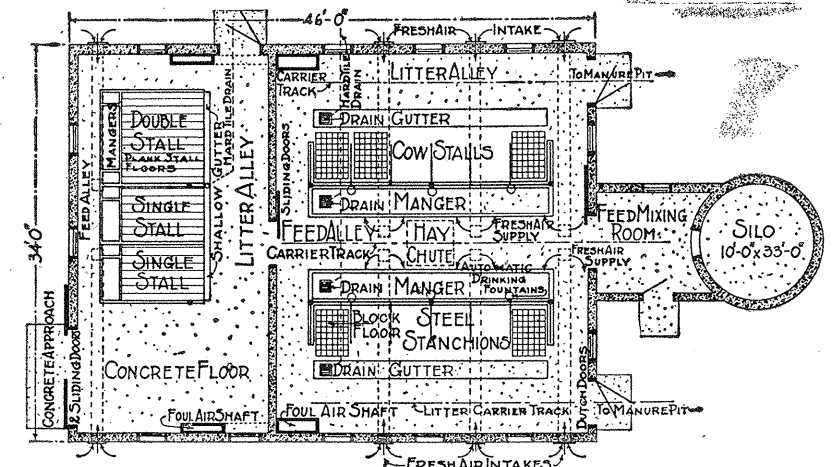 46'-0"
FRESH AIR INTAKE
CARRIER TRACK
HARD TILE DRAIN
LITTER ALLEY
TO MANURE PIT
HARD TILE DRAIN
DRAIN GUTTER
MANGERS
DOUBLE STALL
PLANK STALL FLOORS
SHALLOW GUTTER
LITTER ALLEY
SLIDING DOORS
COW STALLS
FEED ALLEY
SINGLE STALL
DRAIN MANGER
FEED ALLEY
HAY CHUTE
FRESH AIR SUPPLY
FEED MIXING ROOM
SILO
10'-0" x 33'-0"
34'-0"
CARRIER TRACK
FRESH AIR SUPPLY
SINGLE STALL
AUTOMATIC DRINKING FOUNTAINS
DRAIN MANGER
BLOCK FLOOR
STEEL STANCHIONS
CONCRETE APPROACH
2 SLIDING DOORS
CONCRETE FLOOR
DRAIN GUTTER
DUTCH DOORS
FOUL AIR SHAFT
FOUL AIR SHAFT
LITTER CARRIER TRACK
TO MANURE PIT
FRESH AIR INTAKES